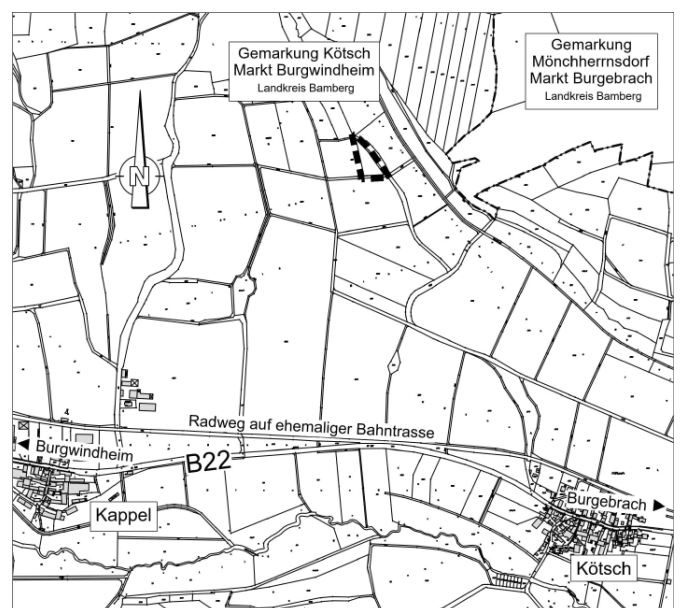 Gemarkung Kötsch
Markt Burgwindheim
Landkreis Bamberg
Gemarkung
Mönchherrnsdorf
Markt Burgebrach
Landkreis Bamberg
N
Radweg auf ehemaliger Bahntrasse
Burgwindheim
B22
Kappel
Burgebrach
Kötsch